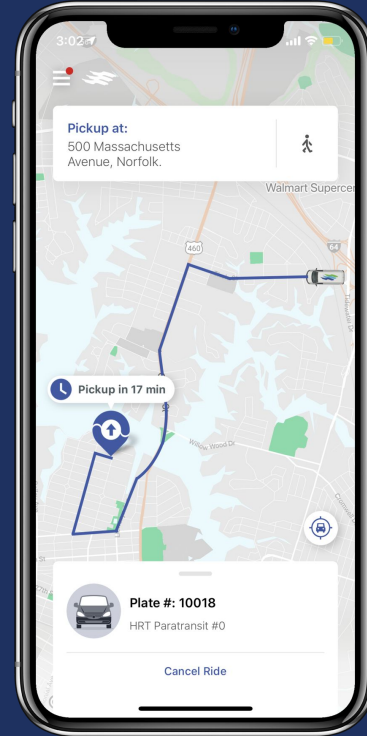 3:02
Pickup at:
500 Massachusetts
Avenue, Norfolk.
Walmart Supercen
460
64
Pickup in 17 min
Willow Wood Dr
Plate #: 10018
HRT Paratransit #0
Cancel Ride